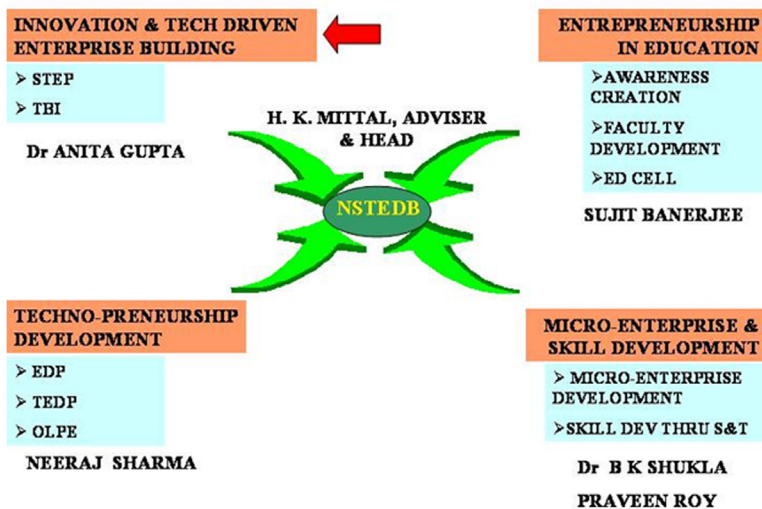 INNOVATION & TECH DRIVEN
ENTERPRISE BUILDING
➢ STEP
➢ TBI
Dr ANITA GUPTA
ENTREPRENEURSHIP
IN EDUCATION
➢AWARENESS
CREATION
➢FACULTY
DEVELOPMENT
➢ED CELL
SUJIT BANERJEE
H. K. MITTAL, ADVISER
& HEAD
NSTEDB
TECHNO-PRENEURSHIP
DEVELOPMENT
➢ EDP
➢ TEDP
➢ OLPE
NEERAJ SHARMA
MICRO-ENTERPRISE &
SKILL DEVELOPMENT
➢ MICRO-ENTERPRISE
DEVELOPMENT
➢SKILL DEV THRU S&T
Dr B K SHUKLA
PRAVEEN ROY